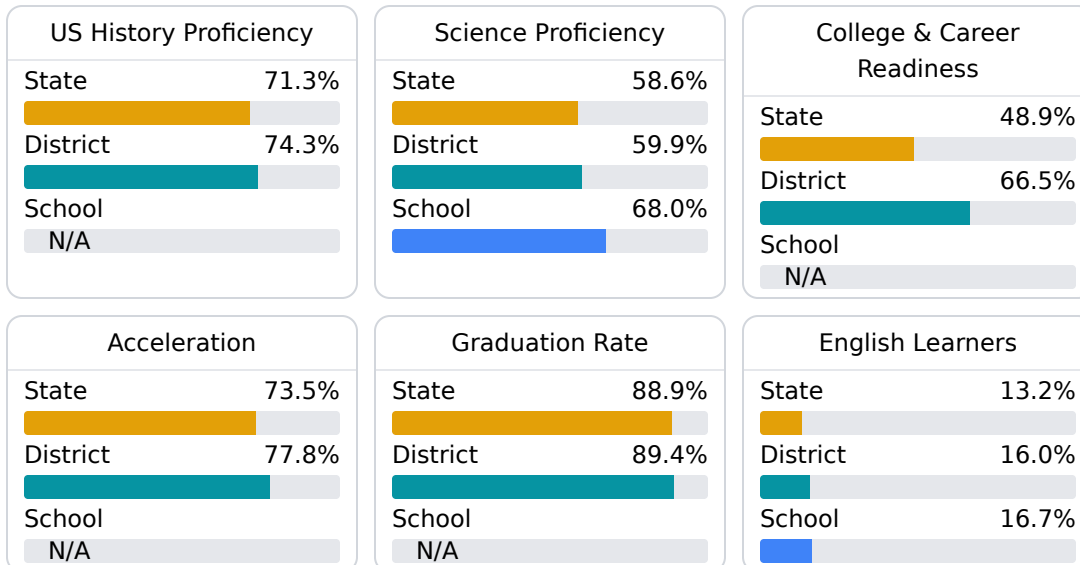 US History Proficiency
State 71.3%
District 74.3%
School
N/A
Science Proficiency
State 58.6%
District 59.9%
School 68.0%
College & Career
Readiness
State 48.9%
District 66.5%
School
N/A
Acceleration
State 73.5%
District 77.8%
School
N/A
Graduation Rate
State 88.9%
District 89.4%
School
N/A
English Learners
State 13.2%
District 16.0%
School 16.7%